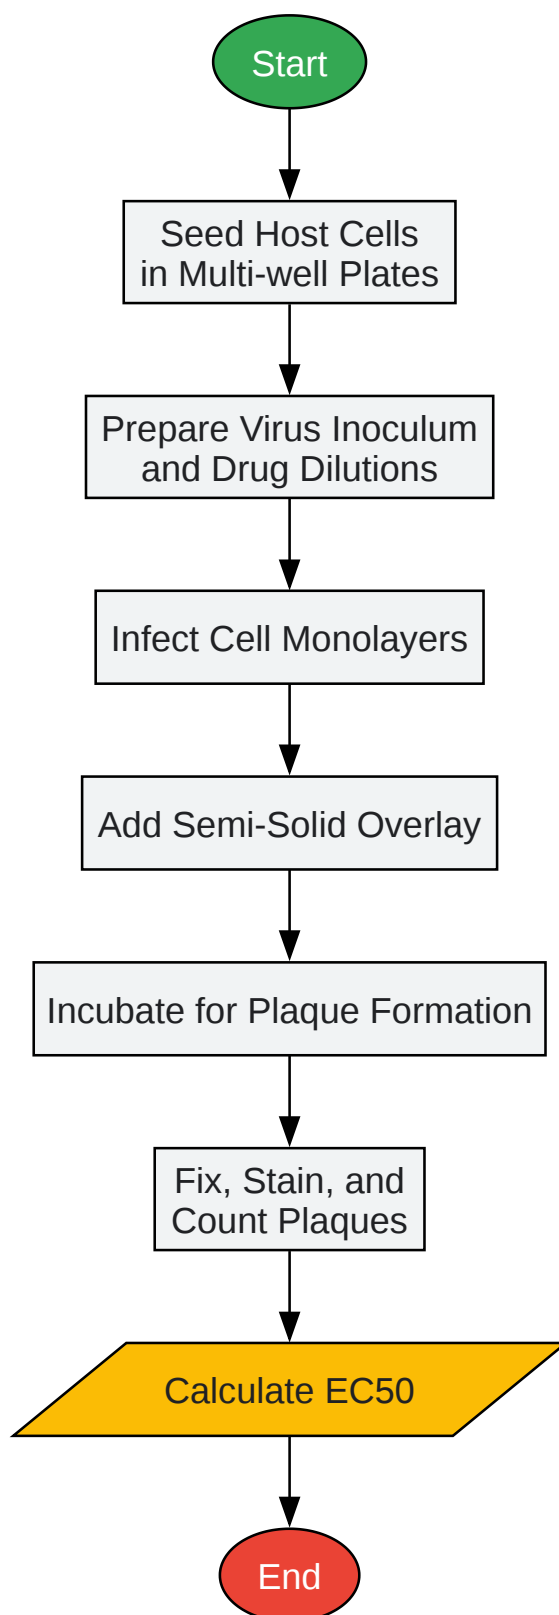 Start
Seed Host Cells
in Multi-well Plates
Prepare Virus Inoculum
and Drug Dilutions
Infect Cell Monolayers
Add Semi-Solid Overlay
Incubate for Plaque Formation
Fix, Stain, and
Count Plaques
Calculate EC50
End